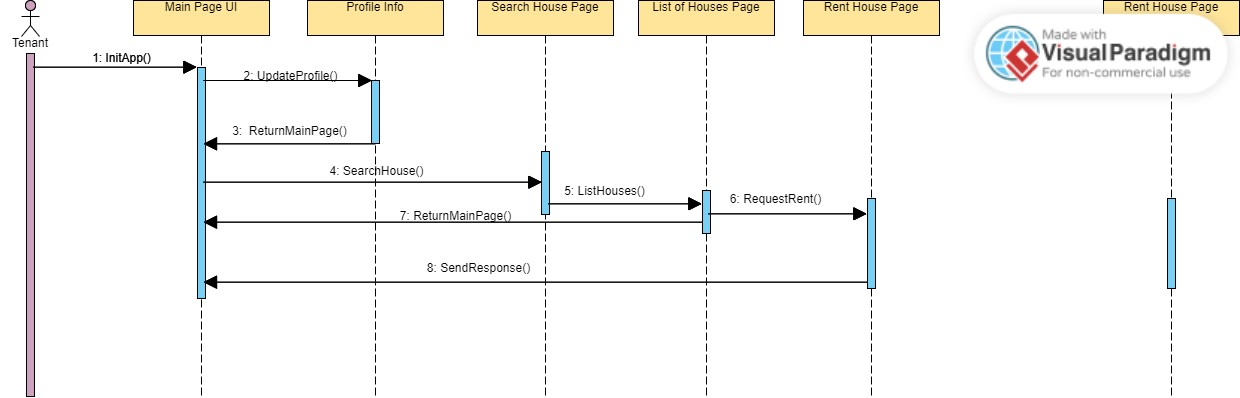 Main Page UI
Profile Info
Search House Page
List of Houses Page
Rent House Page
Rent House Page
Made with
VisualParadigm
For non-commercial use
Tenant
1: InitApp()
2: UpdateProfile()
3: ReturnMainPage()
4: SearchHouse()
5: ListHouses()
6: RequestRent()
7: ReturnMainPage()
8: SendResponse()